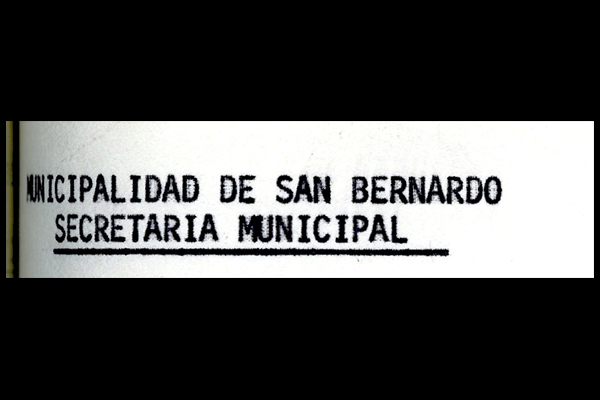 MUNICIPALIDAD DE SAN BERNARDO
SECRETARIA MUNICIPAL